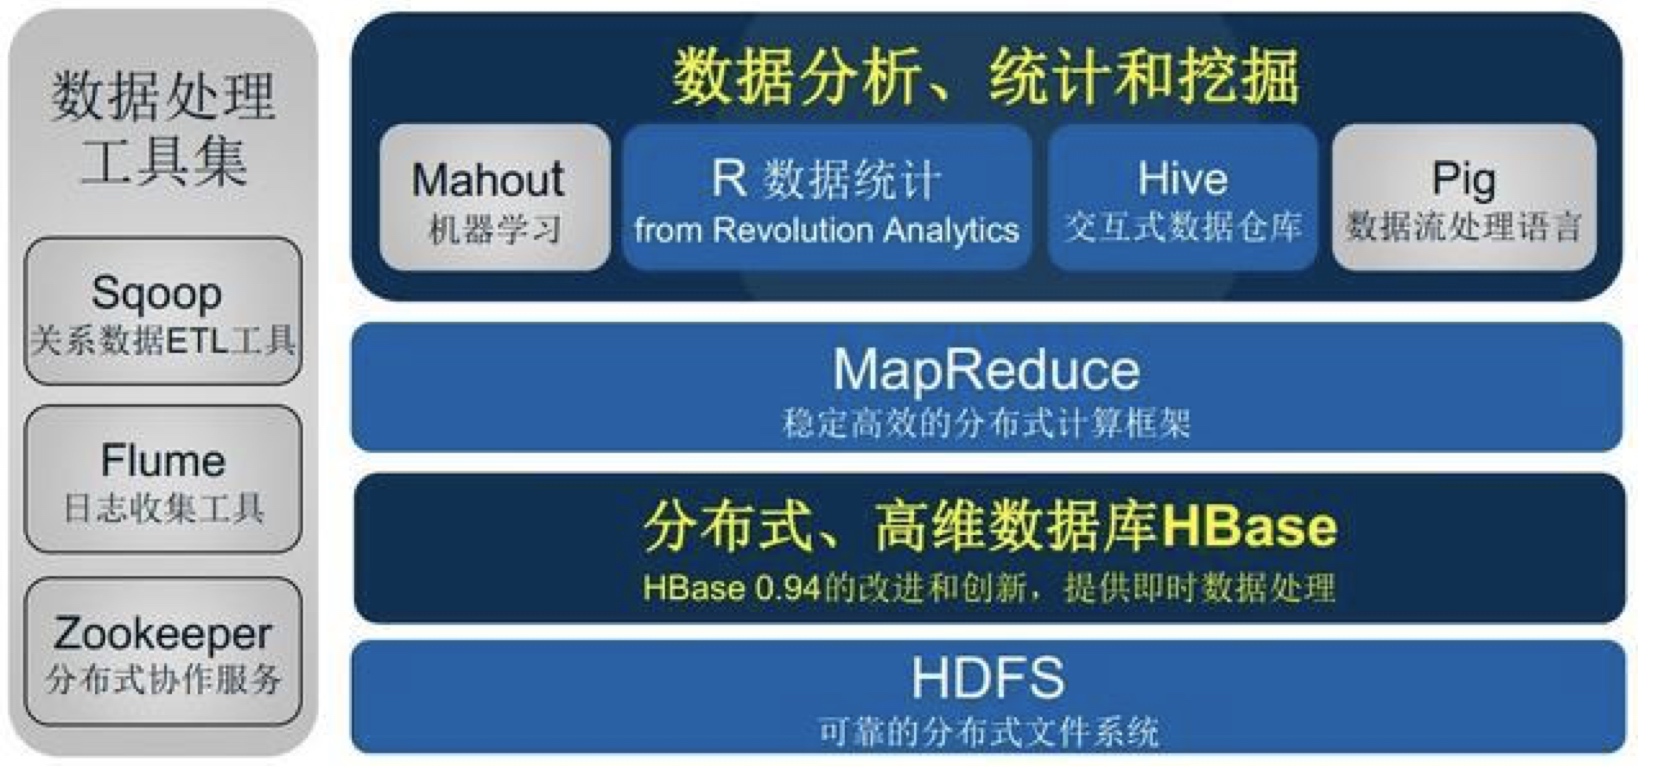 数据处理
工具集
Sqoop
关系数据ETL工具
Flume
日志收集工具
Zookeeper
分布式协作服务
数据分析、统计和挖掘
Mahout
机器学习
R 数据统计
from Revolution Analytics
Hive
交互式数据仓库
Pig
数据流处理语言
MapReduce
稳定高效的分布式计算框架
分布式、高维数据库HBase
HBase 0.94的改进和创新，提供即时数据处理
HDFS
可靠的分布式文件系统